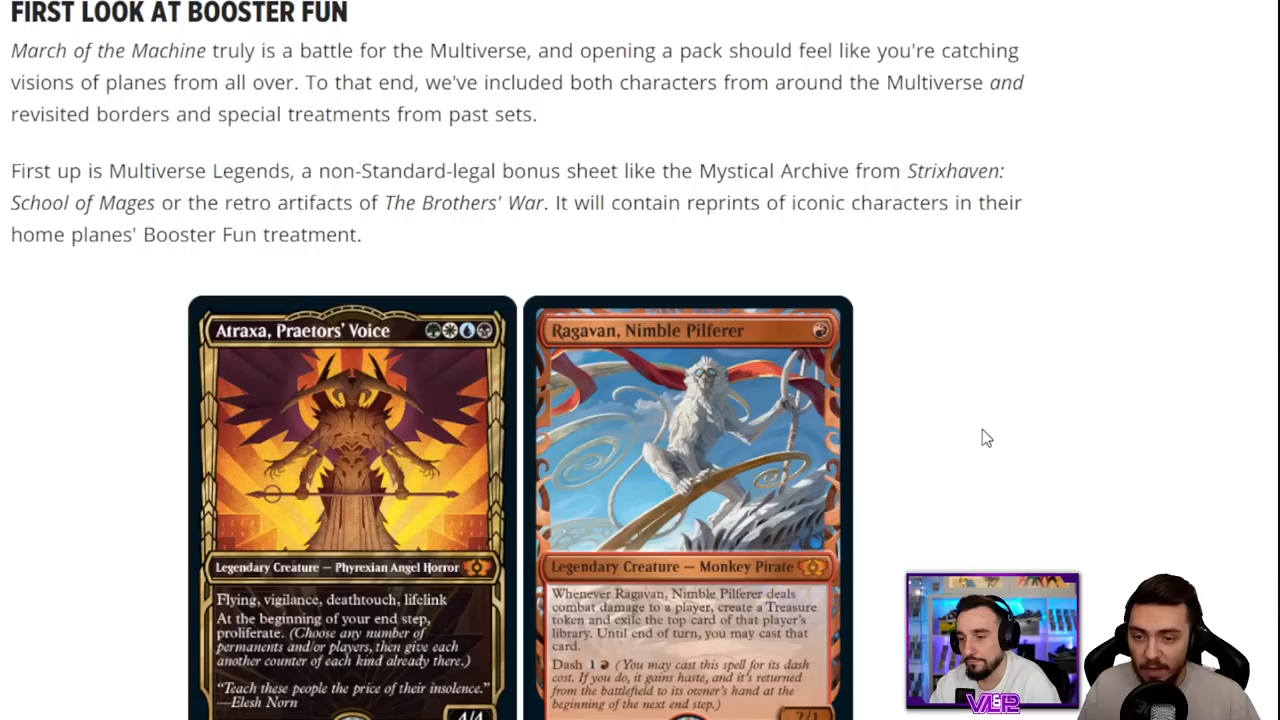 FIRST LOOK AT BOOSTER FUN
March of the Machine truly is a battle for the Multiverse, and opening a pack should feel like you're catching
visions of planes from all over. To that end, we've included both characters from around the Multiverse and
revisited borders and special treatments from past sets.
First up is Multiverse Legends, a non-Standard-legal bonus sheet like the Mystical Archive from Strixhaven:
School of Mages or the retro artifacts of The Brothers' War. It will contain reprints of iconic characters in their
home planes' Booster Fun treatment.
Atraxa, Praetors' Voice
Legendary Creature — Phyrexian Angel Horror
Flying, vigilance, deathtouch, lifelink
At the beginning of your end step,
proliferate. (Choose any number of
permanents and/or players, then give each
another counter of each kind already there.)
"Teach these people the price of their insolence."
—Elesh Norn
4/4
Ragavan, Nimble Pilferer
Legendary Creature — Monkey Pirate
Whenever Ragavan, Nimble Pilferer deals
combat damage to a player, create a Treasure
token and exile the top card of that player's
library. Until end of turn, you may cast that
card.
Dash 1 (You may cast this spell for its dash
cost. If you do, it gains haste, and it's returned
from the battlefield to its owner's hand at the
beginning of the next end step.)
2/1